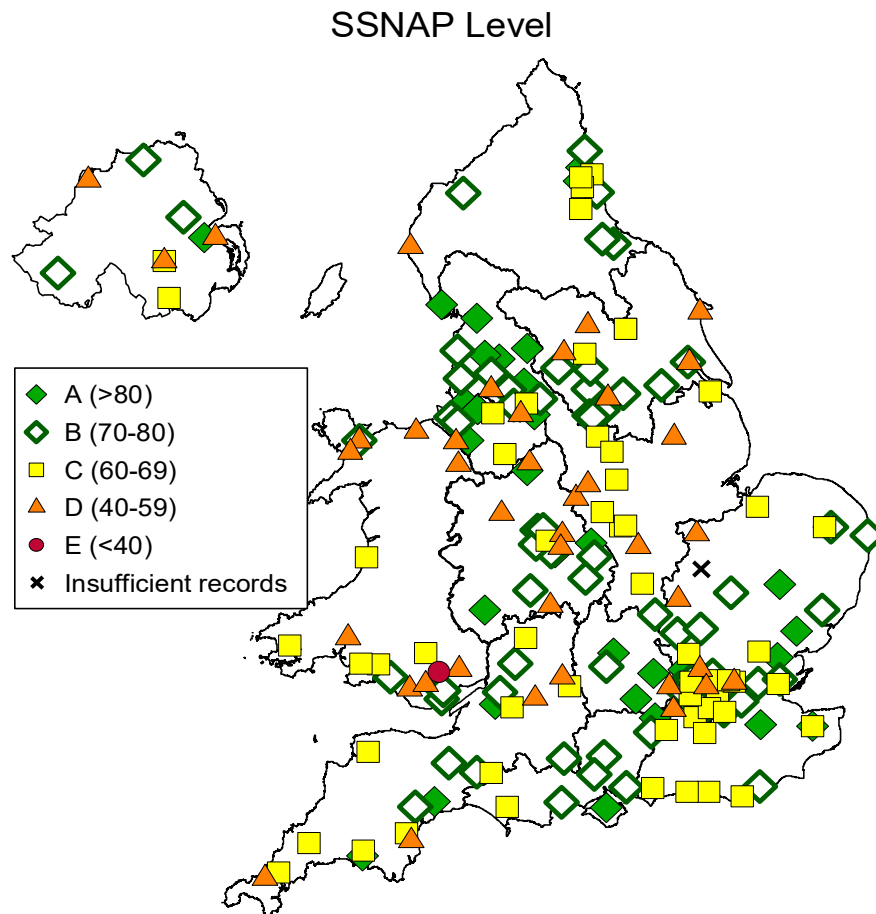 SSNAP Level
A (>80)
B (70-80)
C (60-69)
D (40-59)
E (<40)
Insufficient records